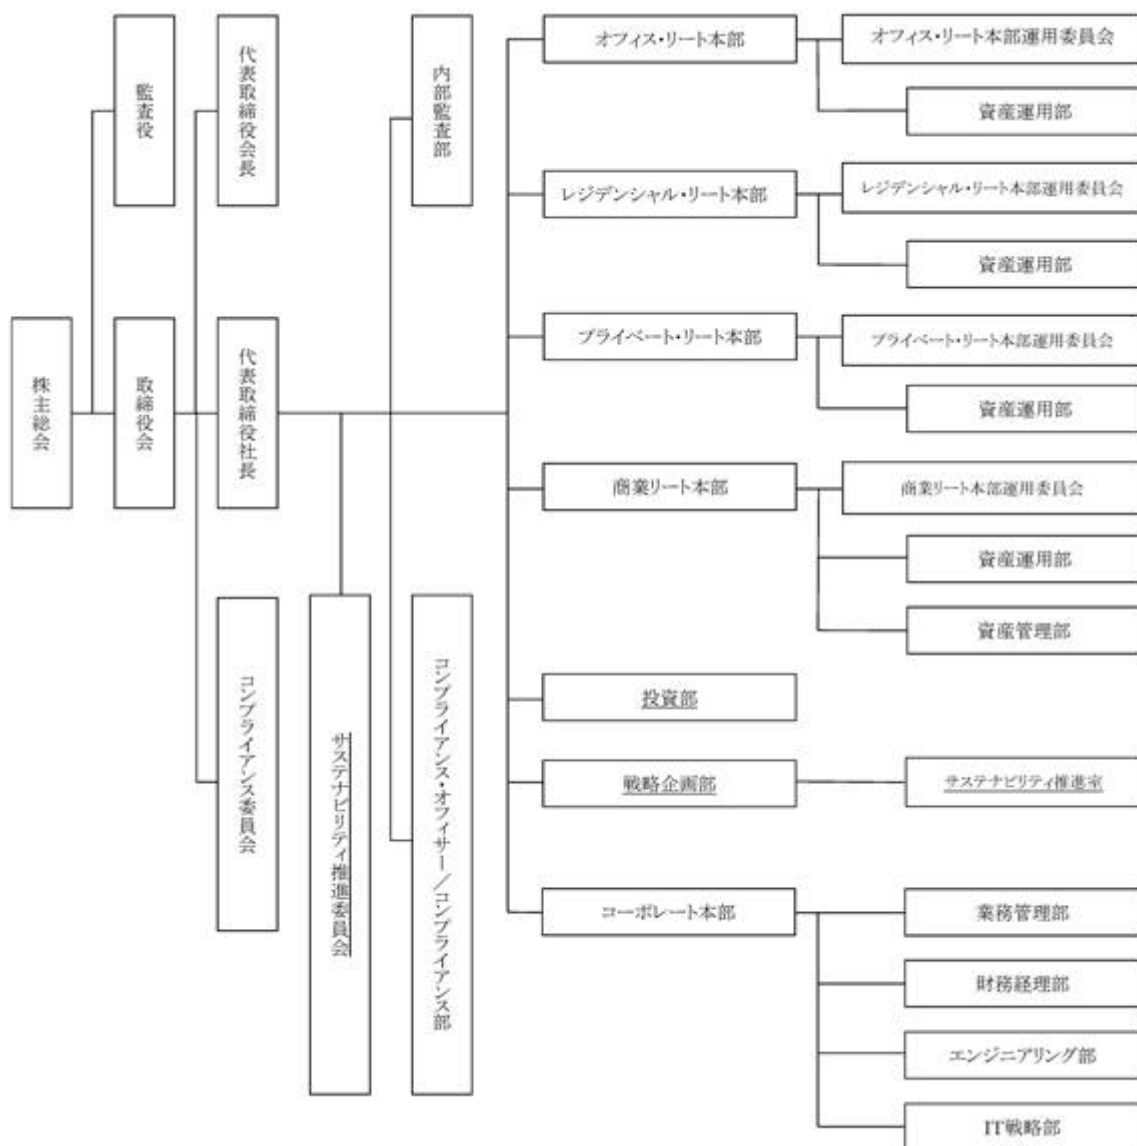 株主総会
監査役
取締役会
代表取締役会長
代表取締役社長
コンプライアンス委員会
サステナビリティ推進委員会
内部監査部
コンプライアンス・オフィサー／コンプライアンス部
オフィス・リート本部
オフィス・リート本部運用委員会
資産運用部
レジデンシャル・リート本部
レジデンシャル・リート本部運用委員会
資産運用部
プライベート・リート本部
プライベート・リート本部運用委員会
資産運用部
商業リート本部
商業リート本部運用委員会
資産運用部
資産管理部
投資部
戦略企画部
サステナビリティ推進室
コーポレート本部
業務管理部
財務経理部
エンジニアリング部
IT戦略部